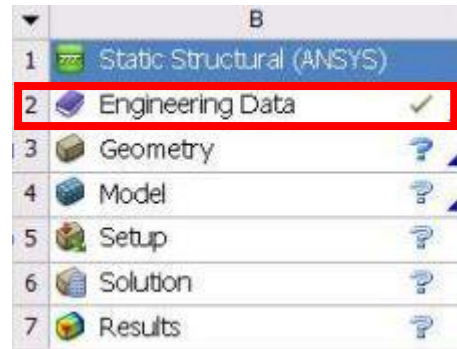 B
1 Static Structural (ANSYS)
2 Engineering Data
3 Geometry ?
4 Model ?
5 Setup ?
6 Solution ?
7 Results ?